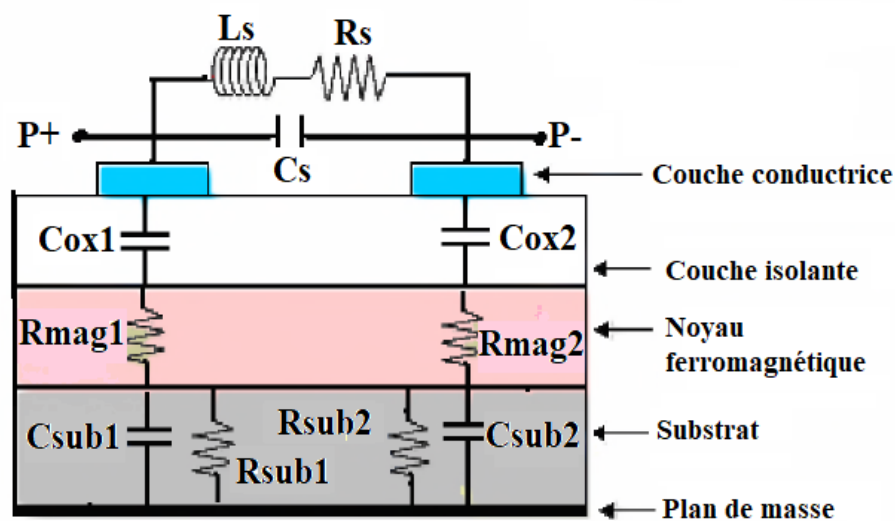 Ls
Rs
P+
P-
Cs
Couche conductrice
Cox1
Cox2
Couche isolante
Rmag1
Rmag2
Noyau
ferromagnétique
Csub1
Rsub2
Csub2
Substrat
Rsub1
Plan de masse